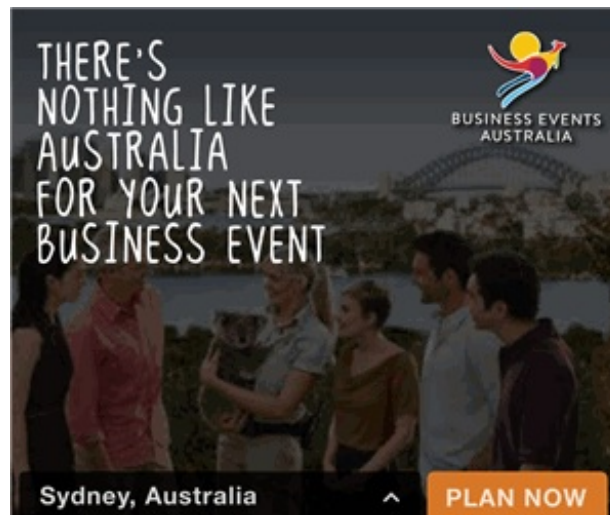 THERE'S
NOTHING LIKE
AUSTRALIA
FOR YOUR NEXT
BUSINESS EVENT
BUSINESS EVENTS
AUSTRALIA
Sydney, Australia
PLAN NOW